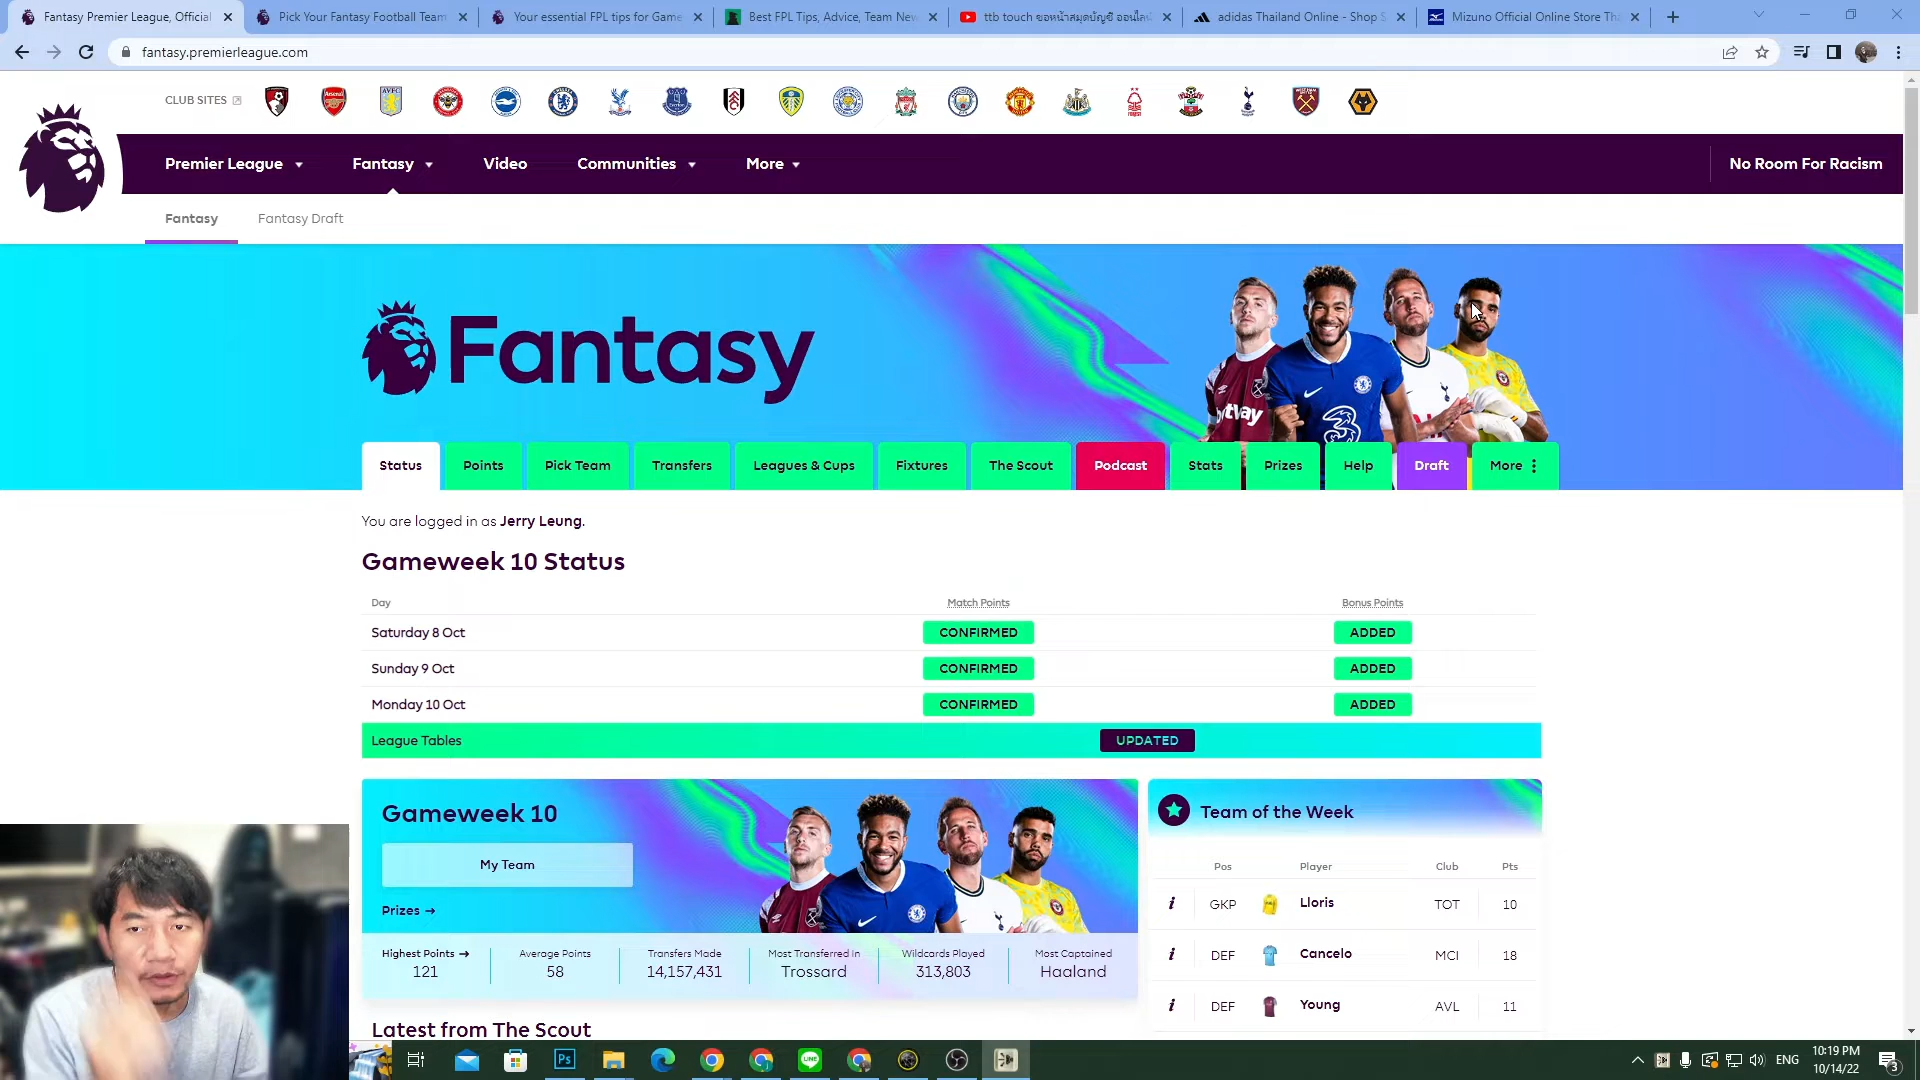 Fantasy Premier League, Official
Pick Your Fantasy Football Team
Your essential FPL tips for Game
Best FPL Tips, Advice, Team New
ttb touch ขอหน้าสมุดบัญชี ออนไลน์
adidas Thailand Online - Shop S
Mizuno Official Online Store Tha
fantasy.premierleague.com
CLUB SITES
Premier League
Fantasy
Video
Communities
More
No Room For Racism
Fantasy
Fantasy Draft
Fantasy
betway
Status
Points
Pick Team
Transfers
Leagues & Cups
Fixtures
The Scout
Podcast
Stats
Prizes
Help
Draft
More
You are logged in as Jerry Leung.
Gameweek 10 Status
Day Match Points Bonus Points
Saturday 8 Oct CONFIRMED ADDED
Sunday 9 Oct CONFIRMED ADDED
Monday 10 Oct CONFIRMED ADDED
League Tables UPDATED
Gameweek 10
My Team
Prizes →
Highest Points → Average Points Transfers Made Most Transferred In Wildcards Played Most Captained
121 58 14,157,431 Trossard 313,803 Haaland
Latest from The Scout
Team of the Week
Pos Player Club Pts
i GKP Lloris TOT 10
i DEF Cancelo MCI 18
i DEF Young AVL 11
Ps
LINE
ENG
10:19 PM
10/14/22
3